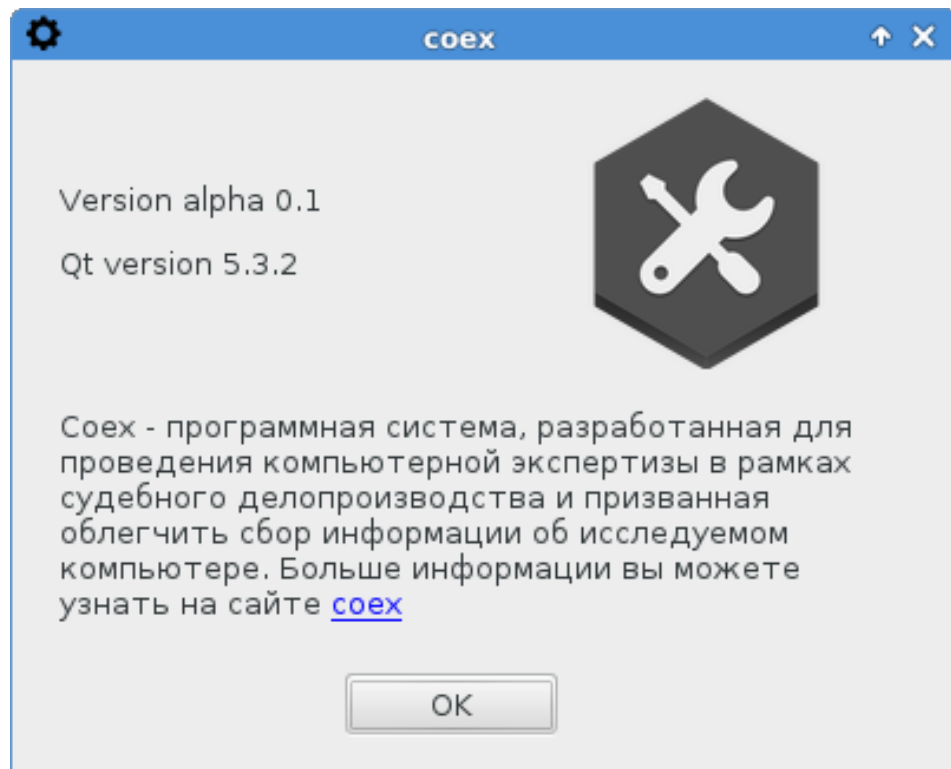 coex
Version alpha 0.1
Qt version 5.3.2
Coex - программная система, разработанная для
проведения компьютерной экспертизы в рамках
судебного делопроизводства и призванная
облегчить сбор информации об исследуемом
компьютере. Больше информации вы можете
узнать на сайте coex
OK